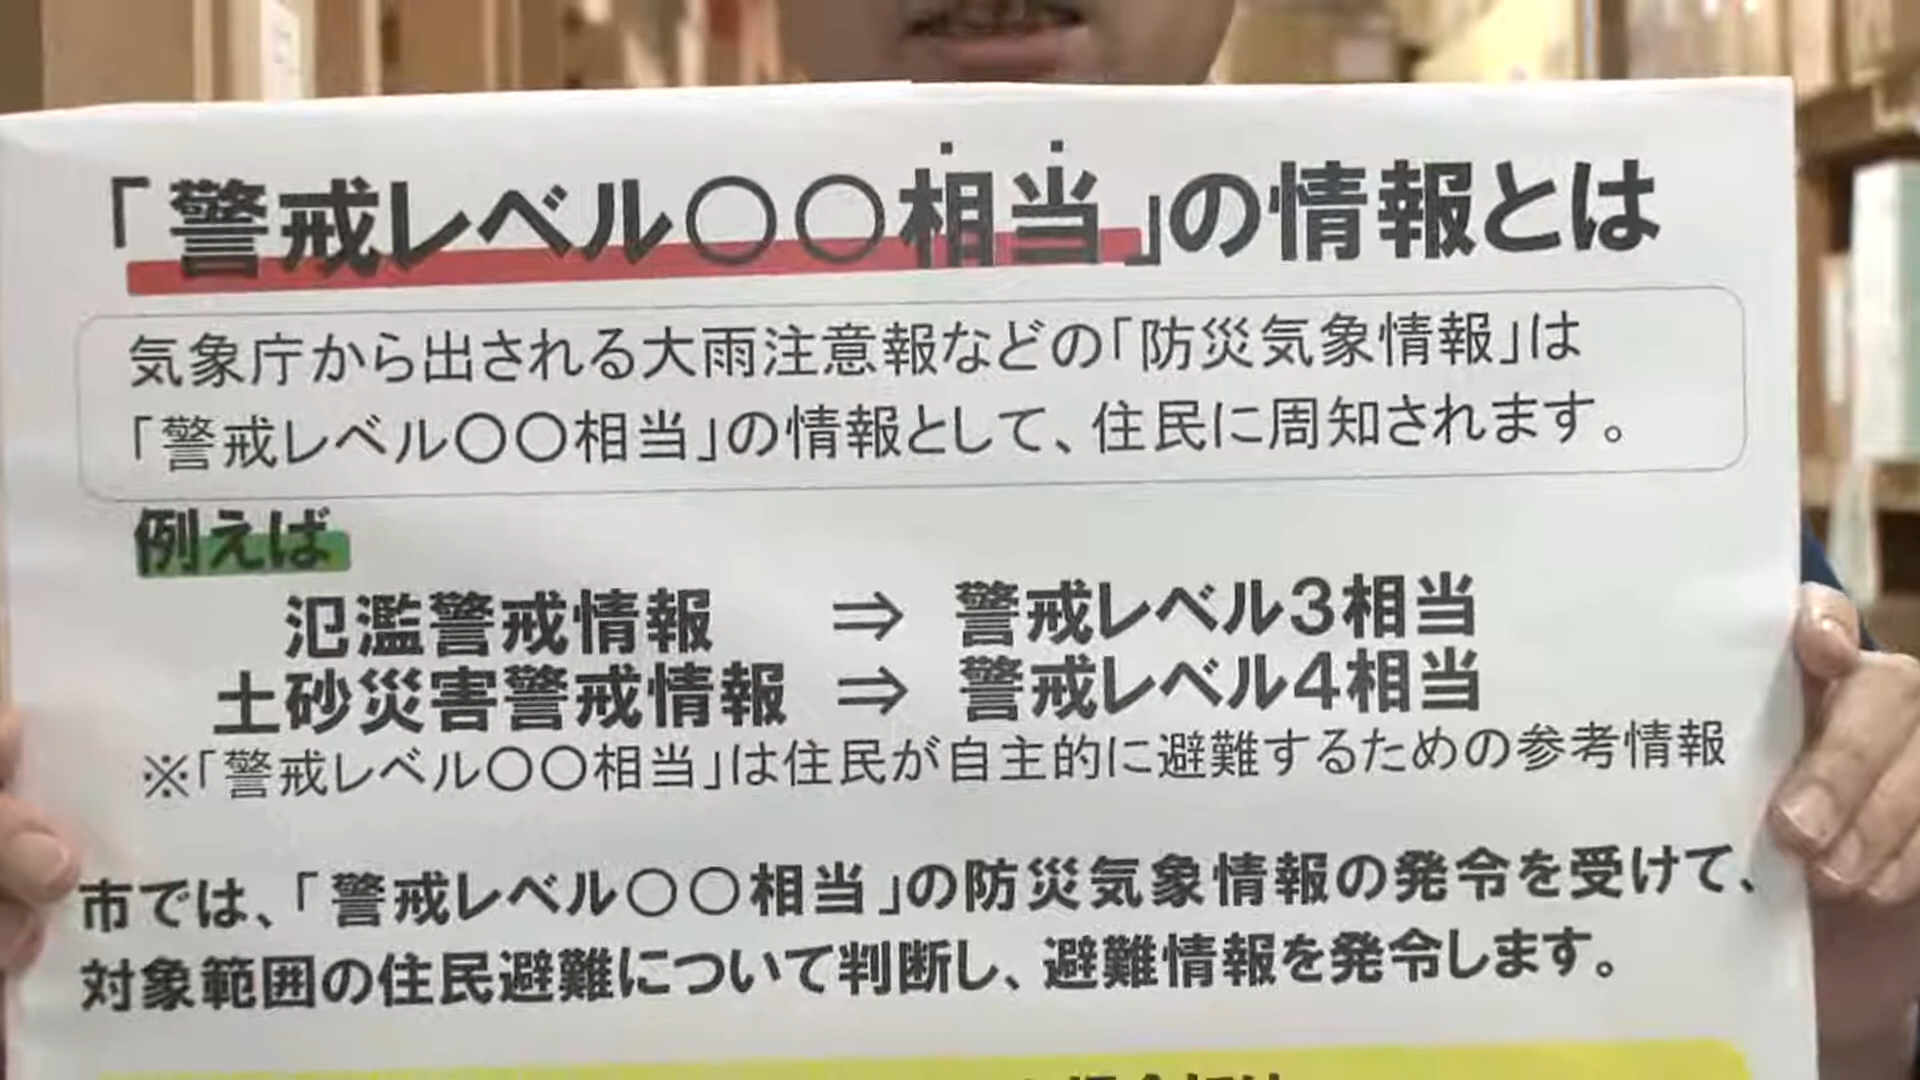 「警戒レベル〇〇相当」の情報とは
気象庁から出される大雨注意報などの「防災気象情報」は
「警戒レベル〇〇相当」の情報として、住民に周知されます。
例えば
氾濫警戒情報 ⇒ 警戒レベル3相当
土砂災害警戒情報 ⇒ 警戒レベル4相当
※「警戒レベル〇〇相当」は住民が自主的に避難するための参考情報
市では、「警戒レベル〇〇相当」の防災気象情報の発令を受けて、
対象範囲の住民避難について判断し、避難情報を発令します。